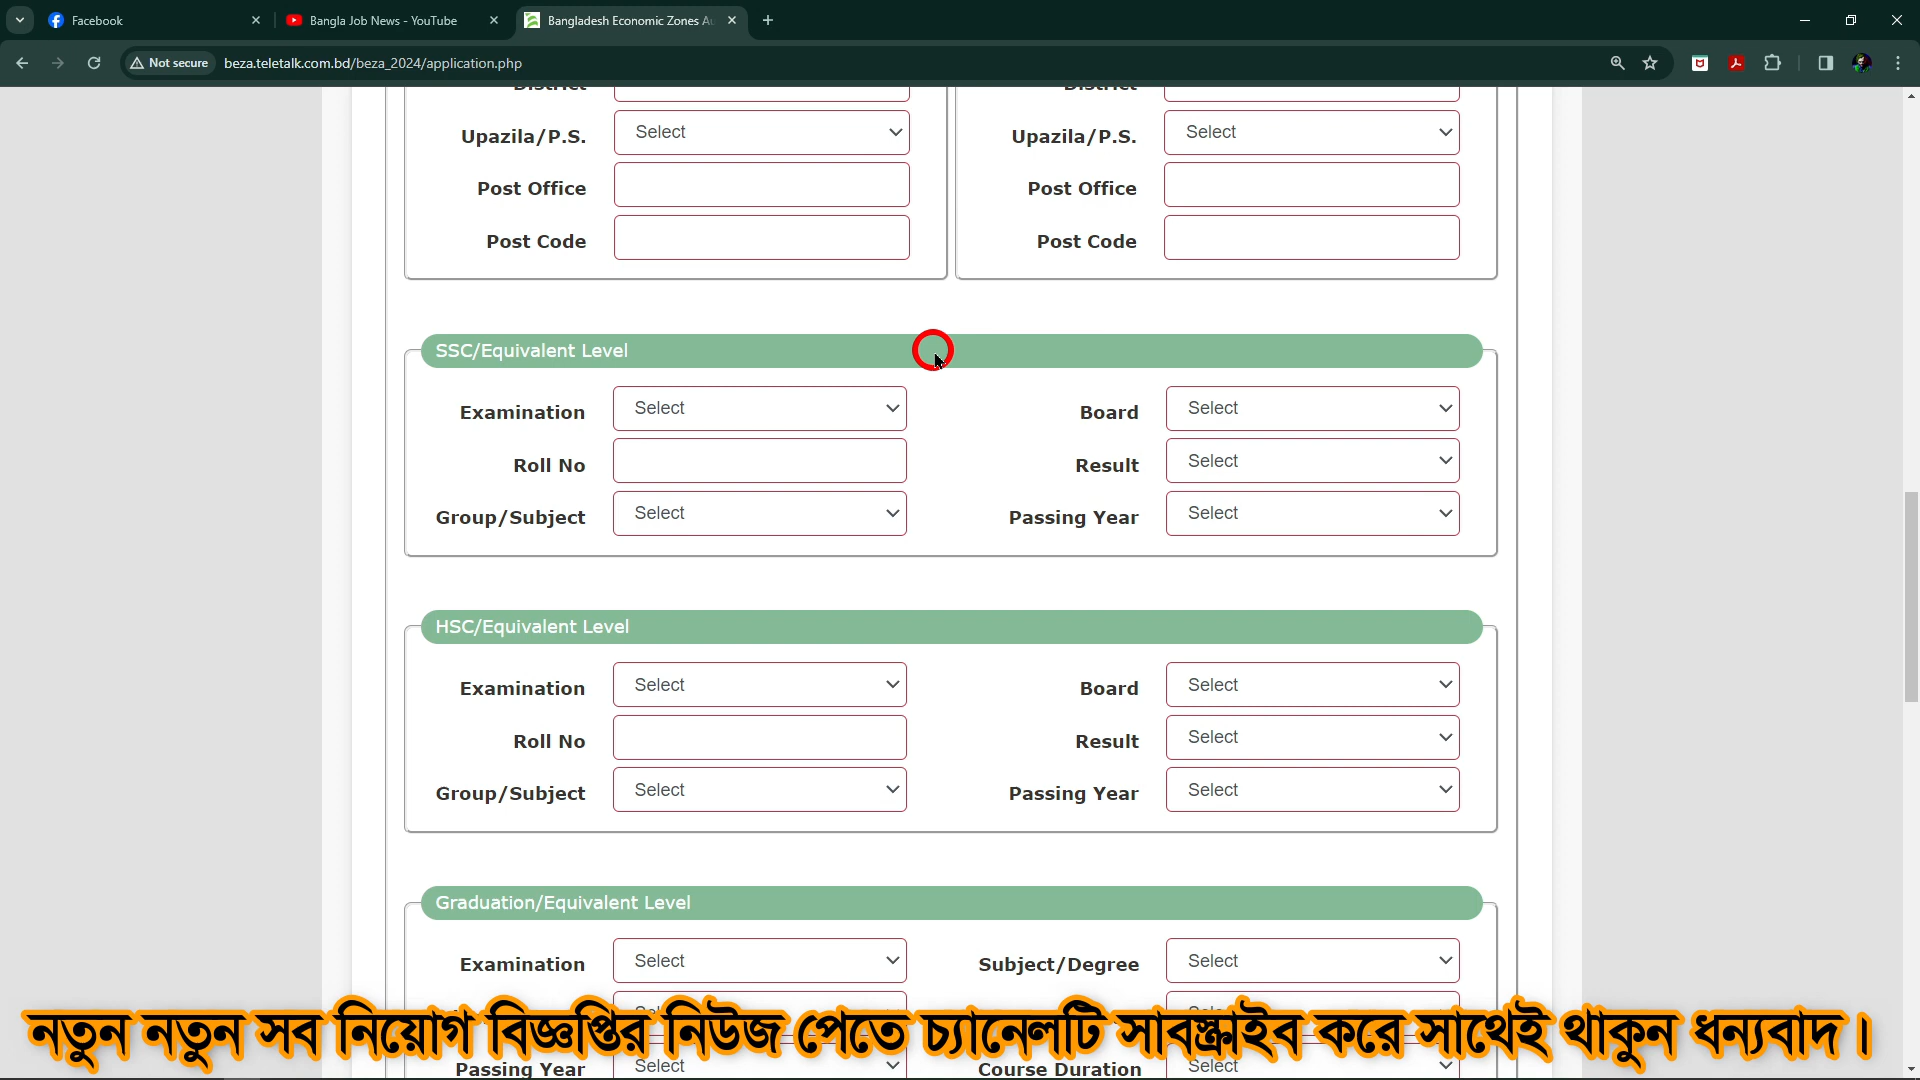 Facebook
Bangla Job News - YouTube
Bangladesh Economic Zones Au
Not secure
beza.teletalk.com.bd/beza_2024/application.php
District
District
Upazila/P.S. Select
Upazila/P.S. Select
Post Office
Post Office
Post Code
Post Code
SSC/Equivalent Level
Examination Select
Board Select
Roll No
Result Select
Group/Subject Select
Passing Year Select
HSC/Equivalent Level
Examination Select
Board Select
Roll No
Result Select
Group/Subject Select
Passing Year Select
Graduation/Equivalent Level
Examination Select
Subject/Degree Select
নতুন নতুন সব নিয়োগ বিজ্ঞপ্তির নিউজ পেতে চ্যানেলটি সাবস্ক্রাইব করে সাথেই থাকুন ধন্যবাদ।
Passing Year Select
Course Duration Select